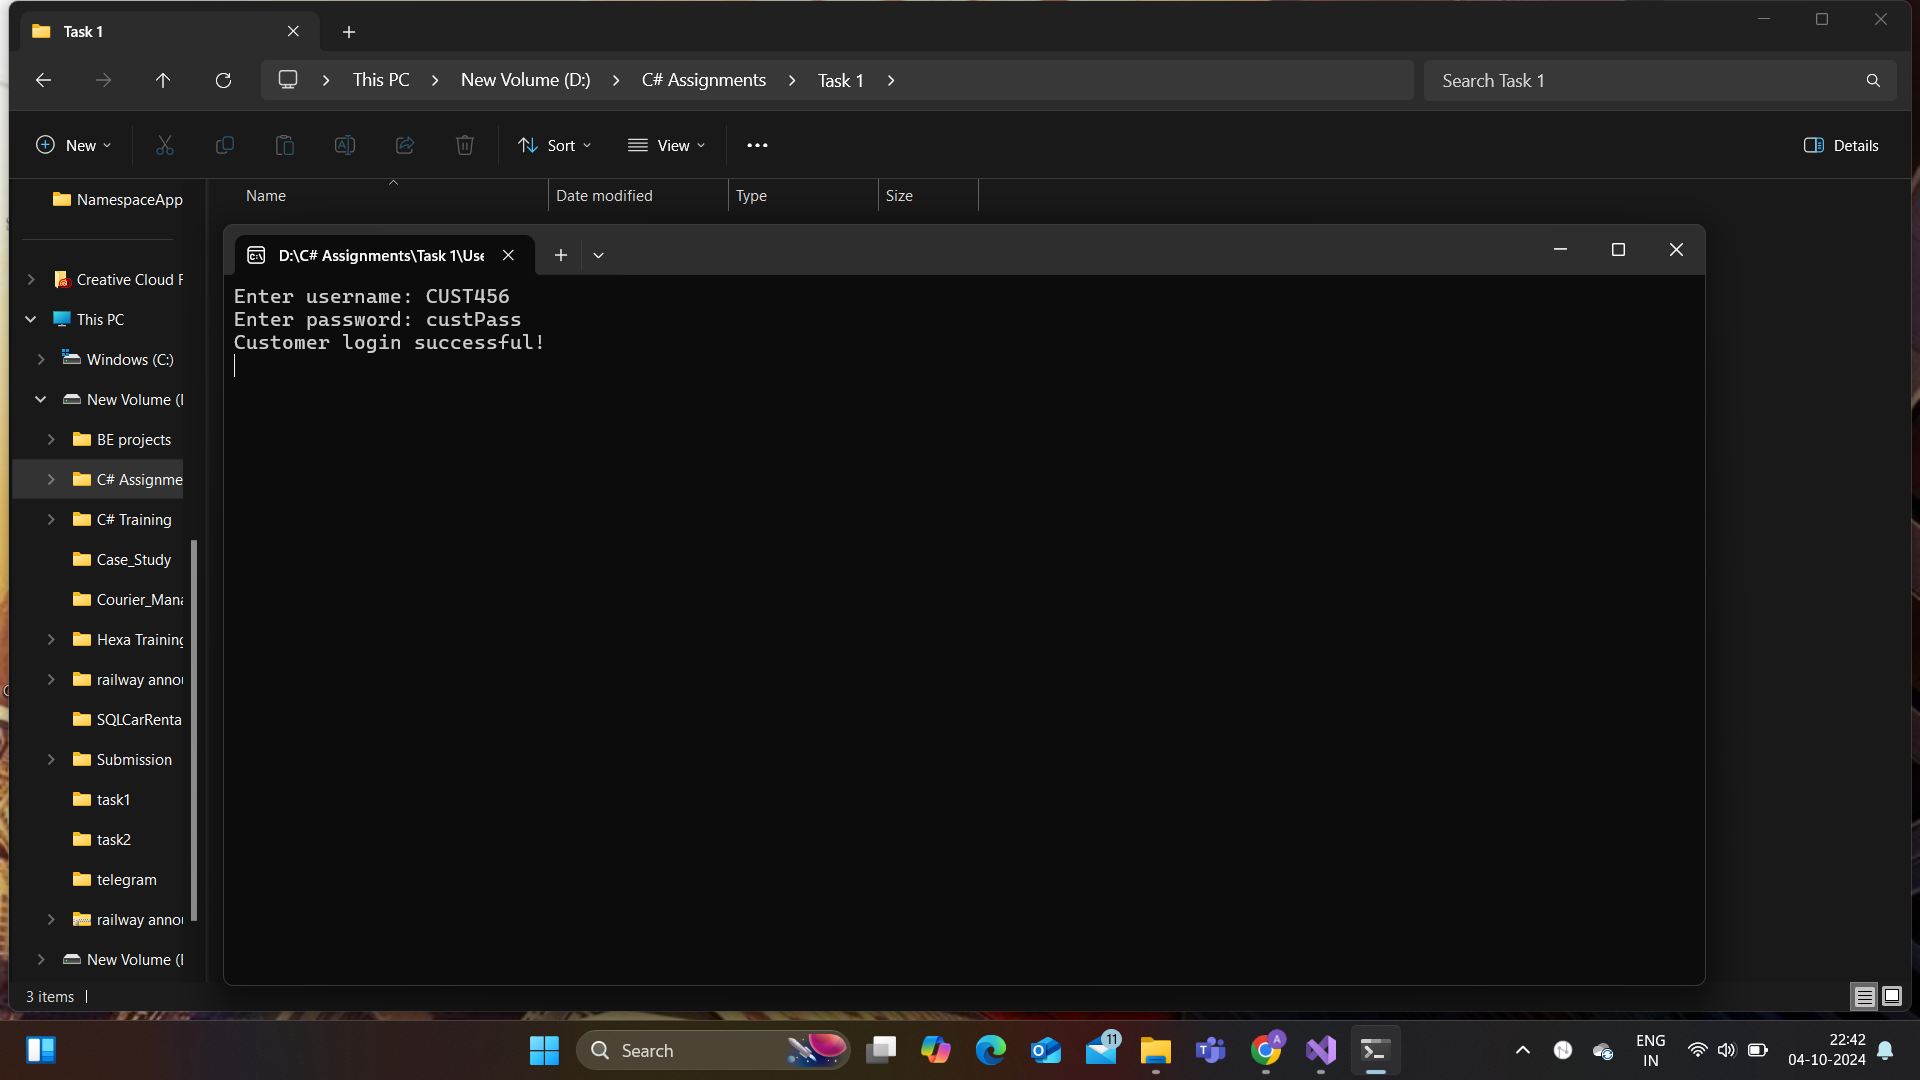 Task 1
This PC
New Volume (D:)
C# Assignments
Task 1
Search Task 1
New
Sort
View
Details
Name
Date modified
Type
Size
NamespaceApp
Creative Cloud F
This PC
Windows (C:)
New Volume (
BE projects
C# Assignme
C# Training
Case_Study
Courier_Mana
Hexa Training
railway anno
SQLCarRenta
Submission
task1
task2
telegram
railway anno
New Volume (
3 items
D:\C# Assignments\Task 1\Use
Enter username: CUST456
Enter password: custPass
Customer login successful!
Search
11
A
ENG
IN
22:42
04-10-2024